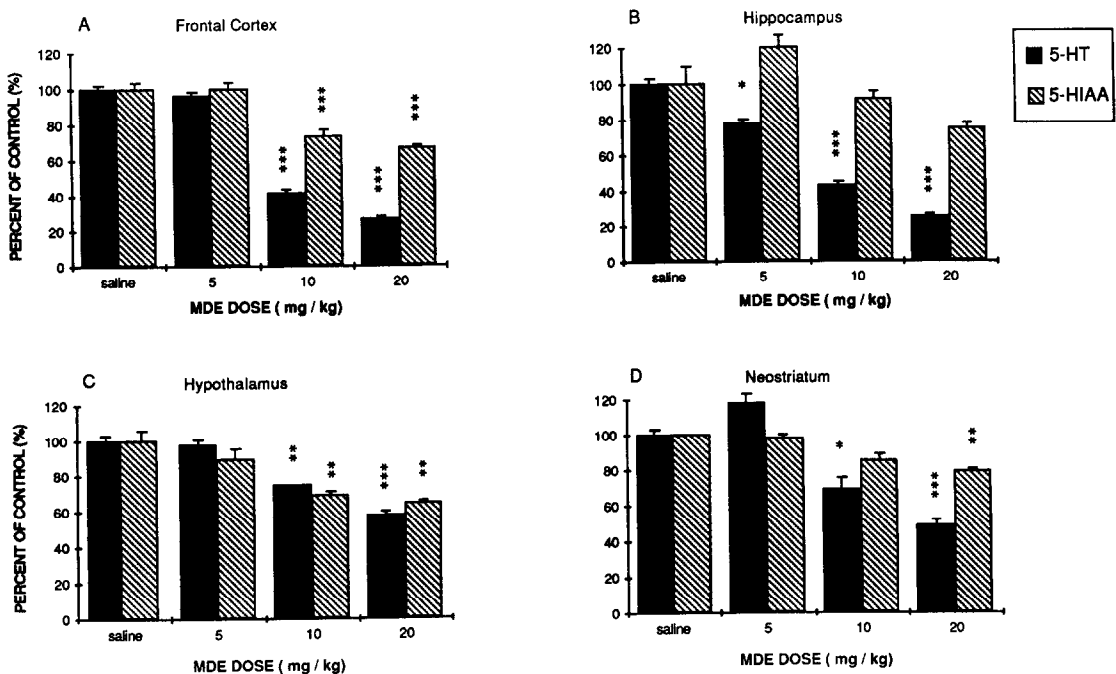 A
Frontal Cortex
PERCENT OF CONTROL (%)
120
100
80
60
40
20
0
***
***
***
***
saline
5
10
20
MDE DOSE ( mg / kg)
B
Hippocampus
120
100
80
60
40
20
0
*
***
***
saline
5
10
20
MDE DOSE ( mg / kg)
5-HT
5-HIAA
C
Hypothalamus
PERCENT OF CONTROL (%)
120
100
80
60
40
20
0
**
**
***
**
saline
5
10
20
MDE DOSE ( mg / kg)
D
Neostriatum
120
100
80
60
40
20
0
*
***
**
saline
5
10
20
MDE DOSE ( mg / kg)